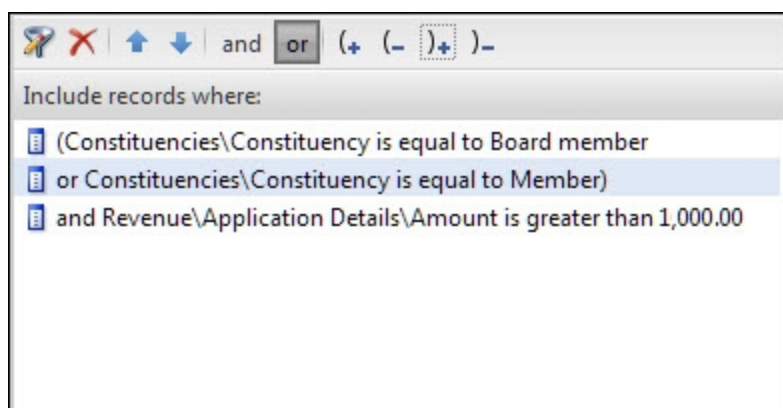 and or (+ (- )+ )-
Include records where:
(Constituencies\Constituency is equal to Board member
or Constituencies\Constituency is equal to Member)
and Revenue\Application Details\Amount is greater than 1,000.00